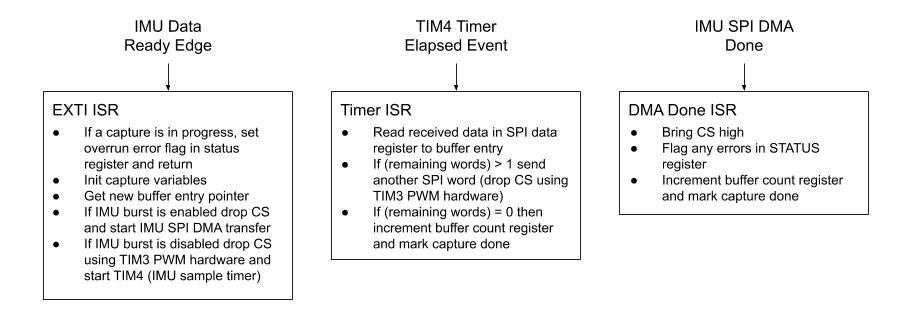 IMU Data
Ready Edge
EXTI ISR
● If a capture is in progress, set
overrun error flag in status
register and return
● Init capture variables
● Get new buffer entry pointer
● If IMU burst is enabled drop CS
and start IMU SPI DMA transfer
● If IMU burst is disabled drop CS
using TIM3 PWM hardware and
start TIM4 (IMU sample timer)
TIM4 Timer
Elapsed Event
Timer ISR
● Read received data in SPI data
register to buffer entry
● If (remaining words) > 1 send
another SPI word (drop CS using
TIM3 PWM hardware)
● If (remaining words) = 0 then
increment buffer count register
and mark capture done
IMU SPI DMA
Done
DMA Done ISR
● Bring CS high
● Flag any errors in STATUS
register
● Increment buffer count register
and mark capture done